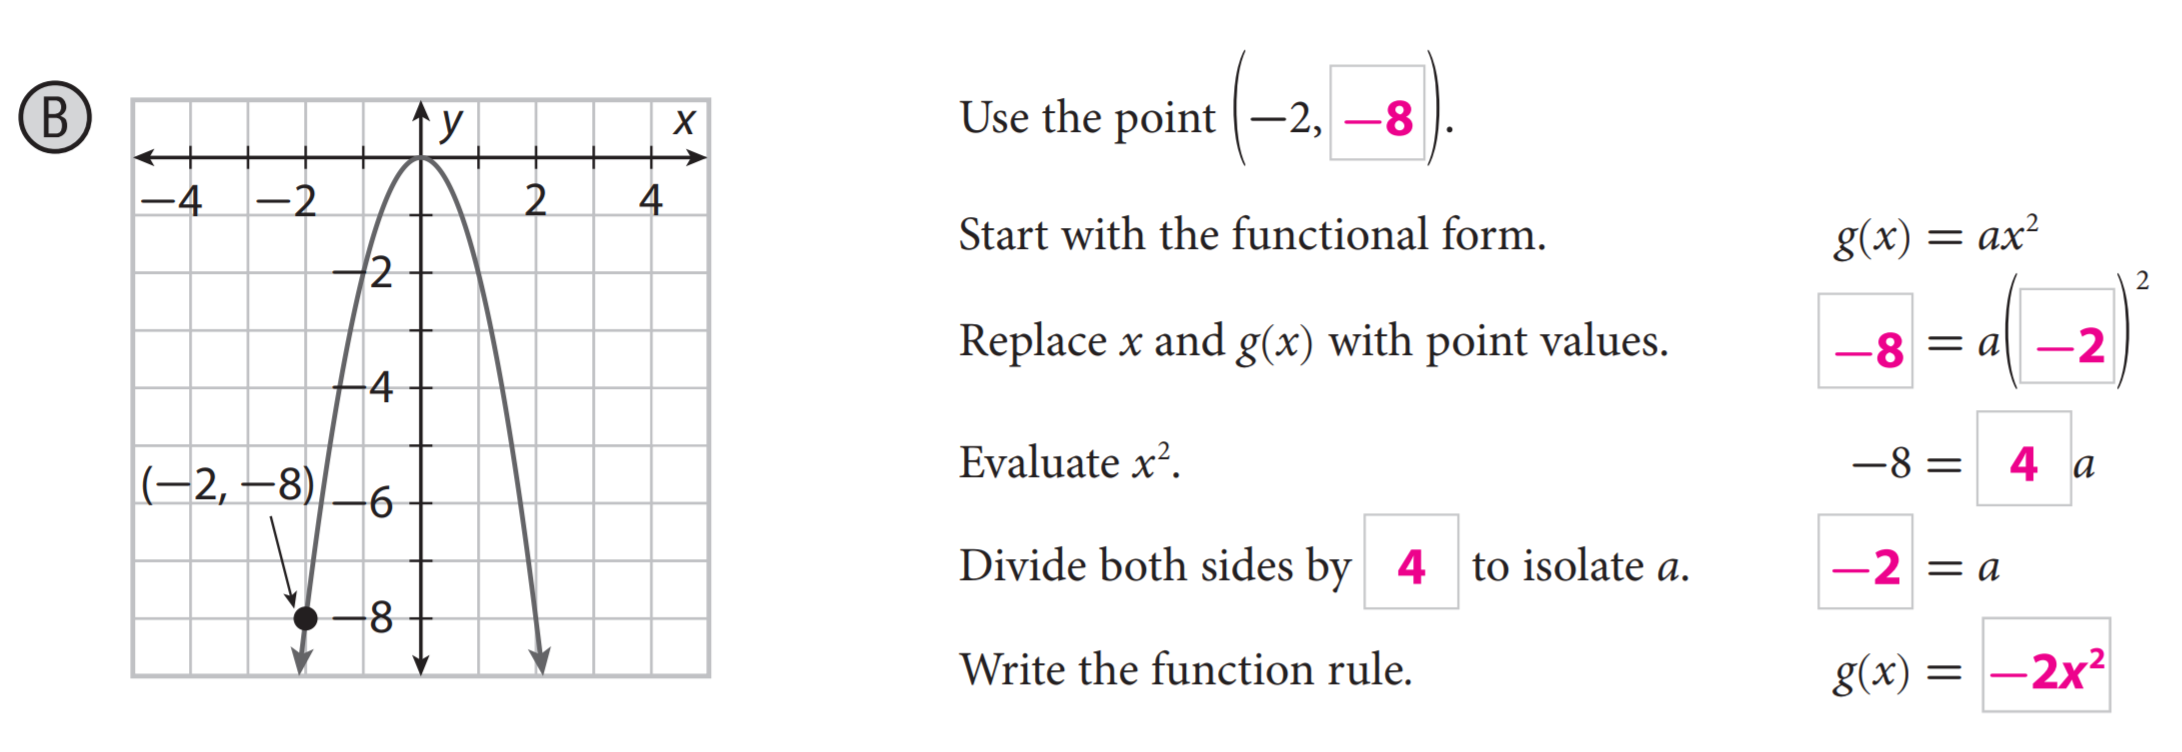 B
y x
−4 −2 2 4
−2
−4
(−2, −8)
−6
−8
Use the point (−2, −8).
Start with the functional form. g(x) = ax²
Replace x and g(x) with point values. −8 = a(−2)²
Evaluate x². −8 = 4 a
Divide both sides by 4 to isolate a. −2 = a
Write the function rule. g(x) = −2x²